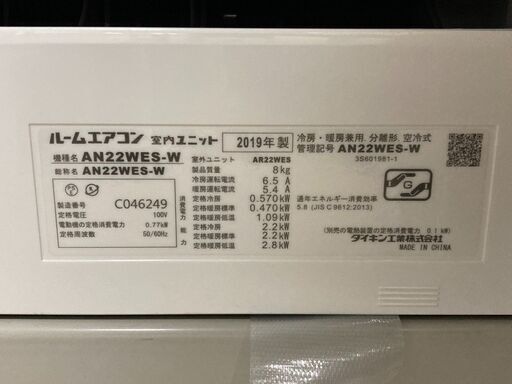 ルームエアコン 室内ユニット 2019年製
機種名 AN22WES-W
総称名 AN22WES-W
製造番号 C046249
定格電圧 100V
電動機の定格消費電力 0.77kW
定格周波数 50/60Hz
室外ユニット AR22WES
製品質量 8kg
冷房運転電流 6.5A
暖房運転電流 5.4A
消費電力
定格冷房 0.570kW
定格暖房標準 0.470kW
定格暖房低温 1.09kW
能力
定格冷房 2.2kW
定格暖房標準 2.2kW
定格暖房低温 2.8kW
冷房・暖房兼用, 分離形, 空冷式
管理記号 AN22WES-W
3S601981-1
G
通年エネルギー消費効率
5.8 (JIS C 9612:2013)
(別売の電熱装置の定格消費電力 0.1kW)
ダイキン工業株式会社
MADE IN CHINA